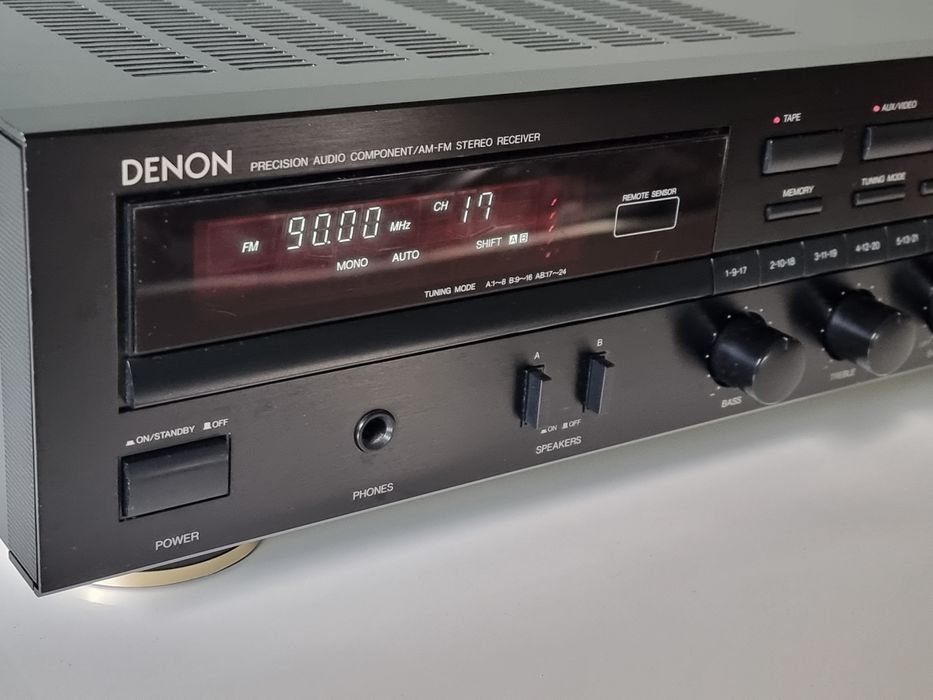 DENON PRECISION AUDIO COMPONENT/AM-FM STEREO RECEIVER
TAPE
AUX/VIDEO
MEMORY
TUNING MODE
REMOTE SENSOR
FM 90.00 MHz CH 17
MONO AUTO SHIFT A B
TUNING MODE A:1~8 B:9~16 AB:17~24
1-9-17 2-10-18 3-11-19 4-12-20 5-13-21
A B
ON OFF
SPEAKERS
BASS
TREBLE
ON/STANDBY OFF
POWER
PHONES